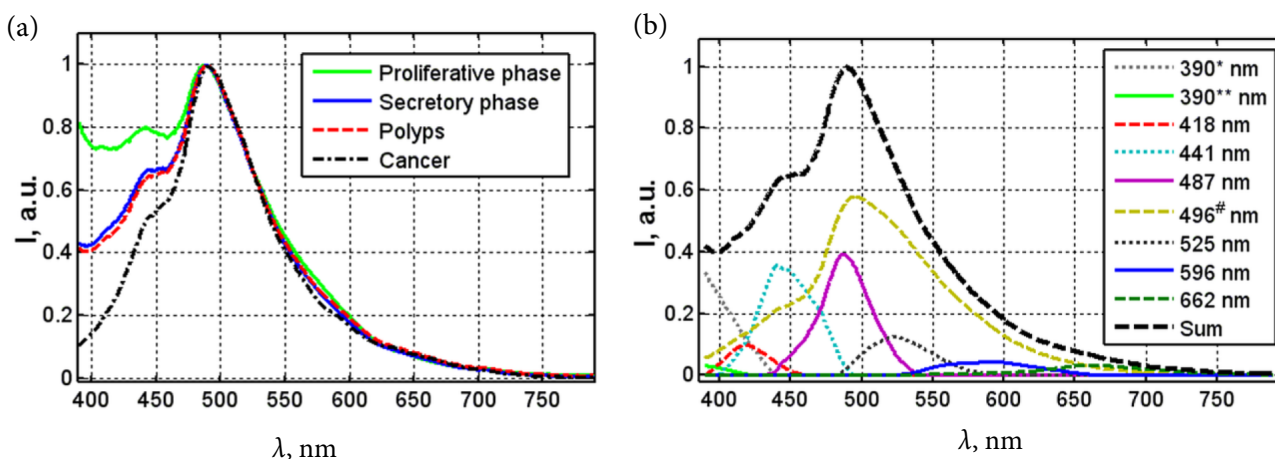 (a)
I, a.u.
1
0.8
0.6
0.4
0.2
0
400
450
500
550
600
650
700
750
λ, nm
Proliferative phase
Secretory phase
Polyps
Cancer
(b)
I, a.u.
1
0.8
0.6
0.4
0.2
0
400
450
500
550
600
650
700
750
λ, nm
390* nm
390** nm
418 nm
441 nm
487 nm
496# nm
525 nm
596 nm
662 nm
Sum